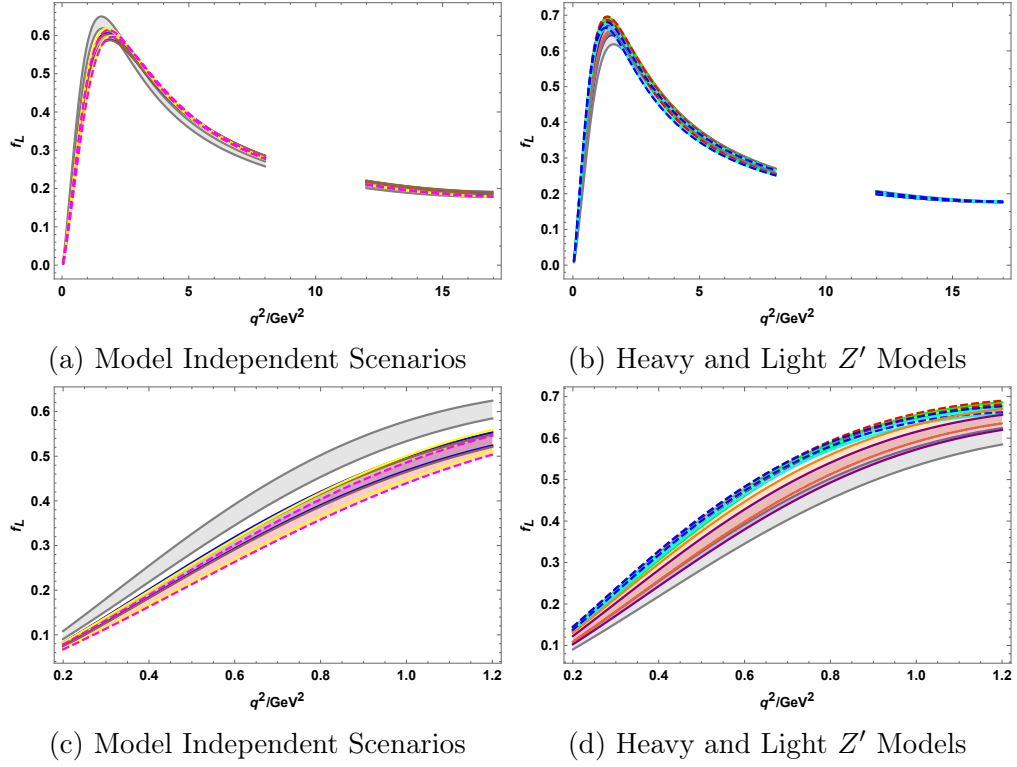 0.6
0.5
0.4
0.3
0.2
0.1
0.0
f_L
0 5 10 15
q²/GeV²
(a) Model Independent Scenarios
0.7
0.6
0.5
0.4
0.3
0.2
0.1
0.0
f_L
0 5 10 15
q²/GeV²
(b) Heavy and Light Z′ Models
0.6
0.5
0.4
0.3
0.2
0.1
f_L
0.2 0.4 0.6 0.8 1.0 1.2
q²/GeV²
(c) Model Independent Scenarios
0.7
0.6
0.5
0.4
0.3
0.2
0.1
f_L
0.2 0.4 0.6 0.8 1.0 1.2
q²/GeV²
(d) Heavy and Light Z′ Models